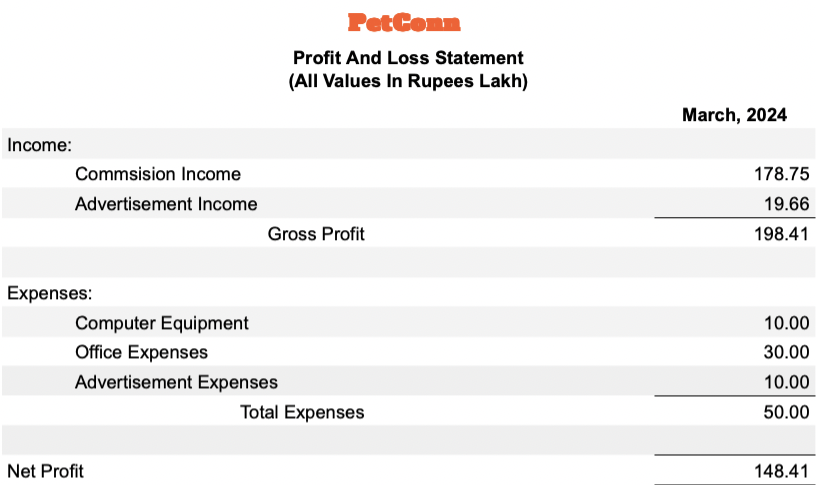 PetConn
Profit And Loss Statement
(All Values In Rupees Lakh)
March, 2024
Income:
Commsision Income 178.75
Advertisement Income 19.66
Gross Profit 198.41
Expenses:
Computer Equipment 10.00
Office Expenses 30.00
Advertisement Expenses 10.00
Total Expenses 50.00
Net Profit 148.41